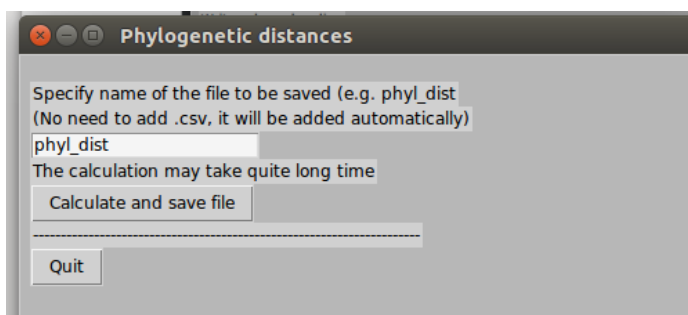 Phylogenetic distances
Specify name of the file to be saved (e.g. phyl_dist
(No need to add .csv, it will be added automatically)
phyl_dist
The calculation may take quite long time
Calculate and save file
----------------------------------------------------------------------
Quit